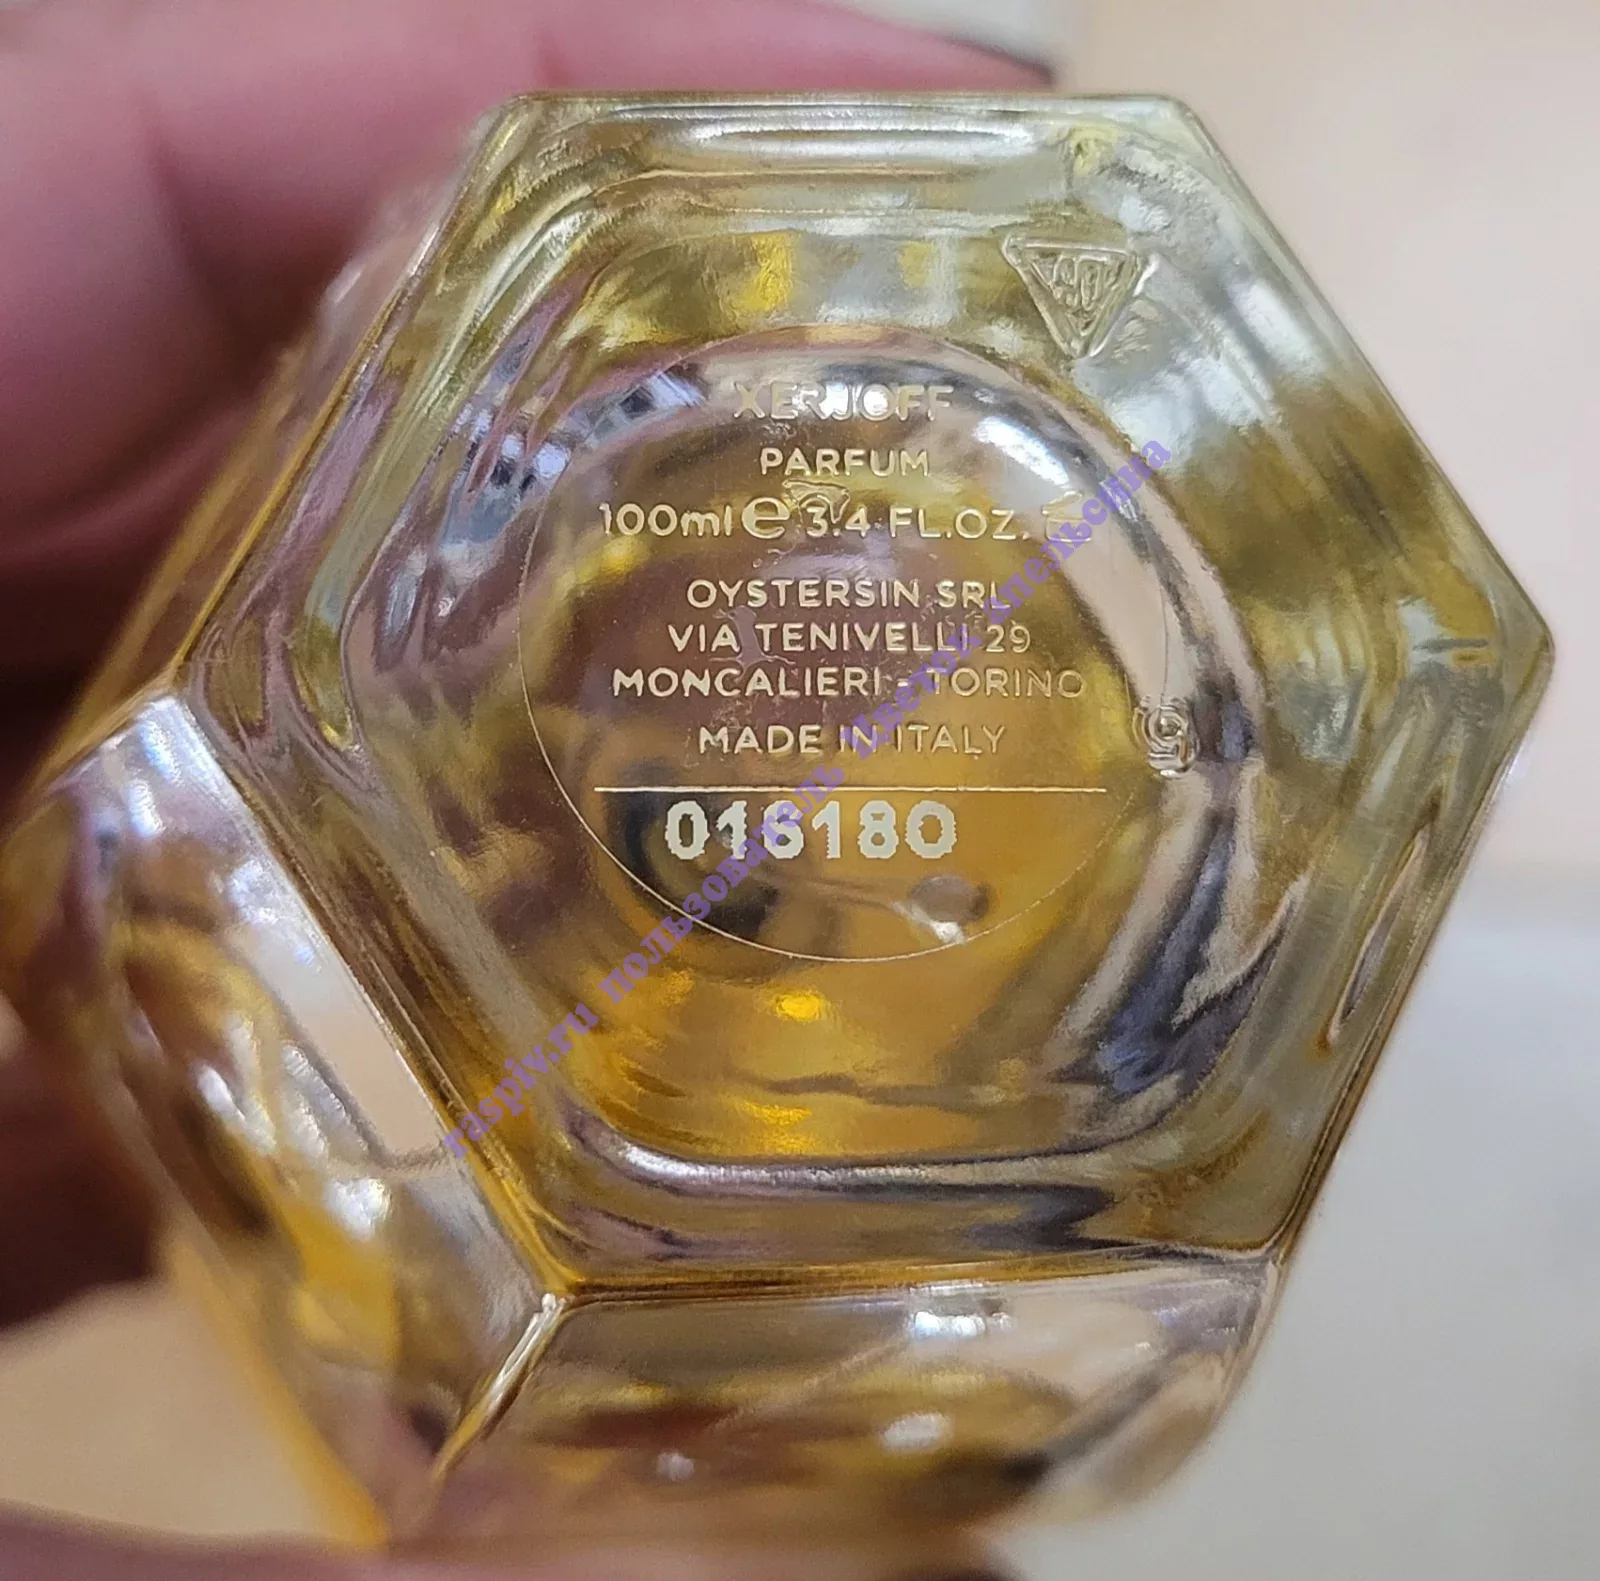 XERJOFF
PARFUM
100ml e 3.4 FL.OZ.
OYSTERSIN SRL
VIA TENIVELLI 29
MONCALIERI - TORINO
MADE IN ITALY
016180
raspiv.ru пользователь Цветок апельсина